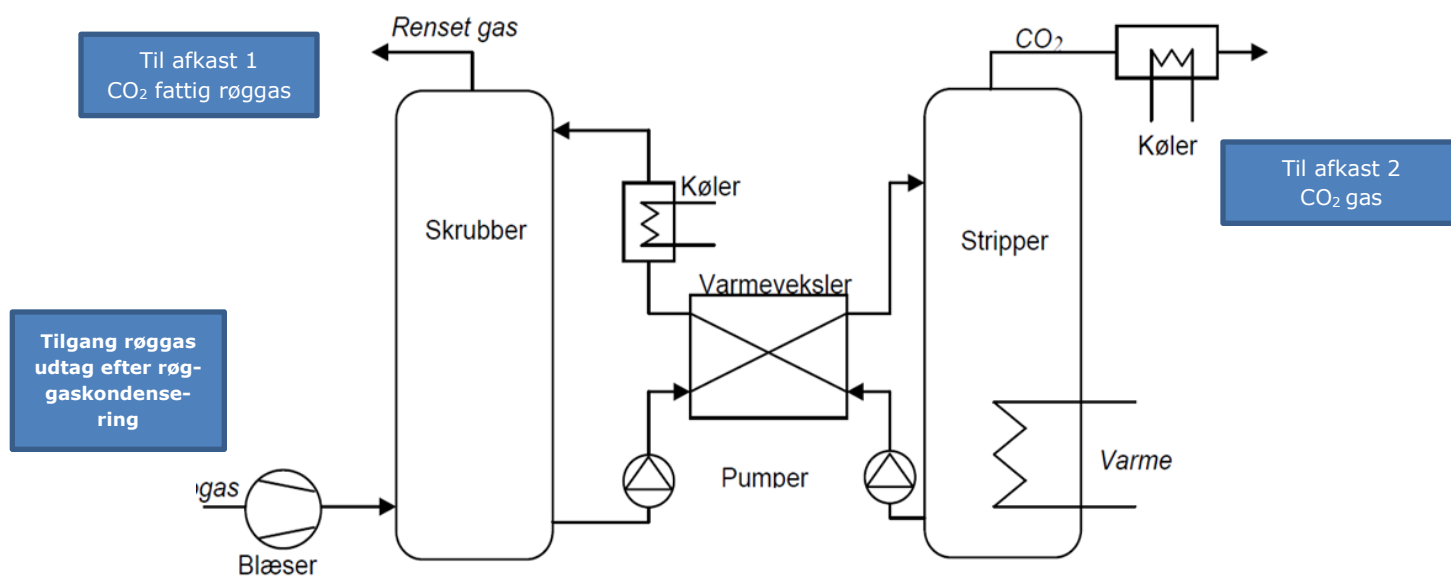 Renset gas
Til afkast 1
CO₂ fattig røggas
CO₂
Køler
Til afkast 2
CO₂ gas
Køler
Skrubber
Stripper
Varmeveksler
Tilgang røggas
udtag efter røg-
gaskondense-
ring
Varme
Pumper
gas
Blæser